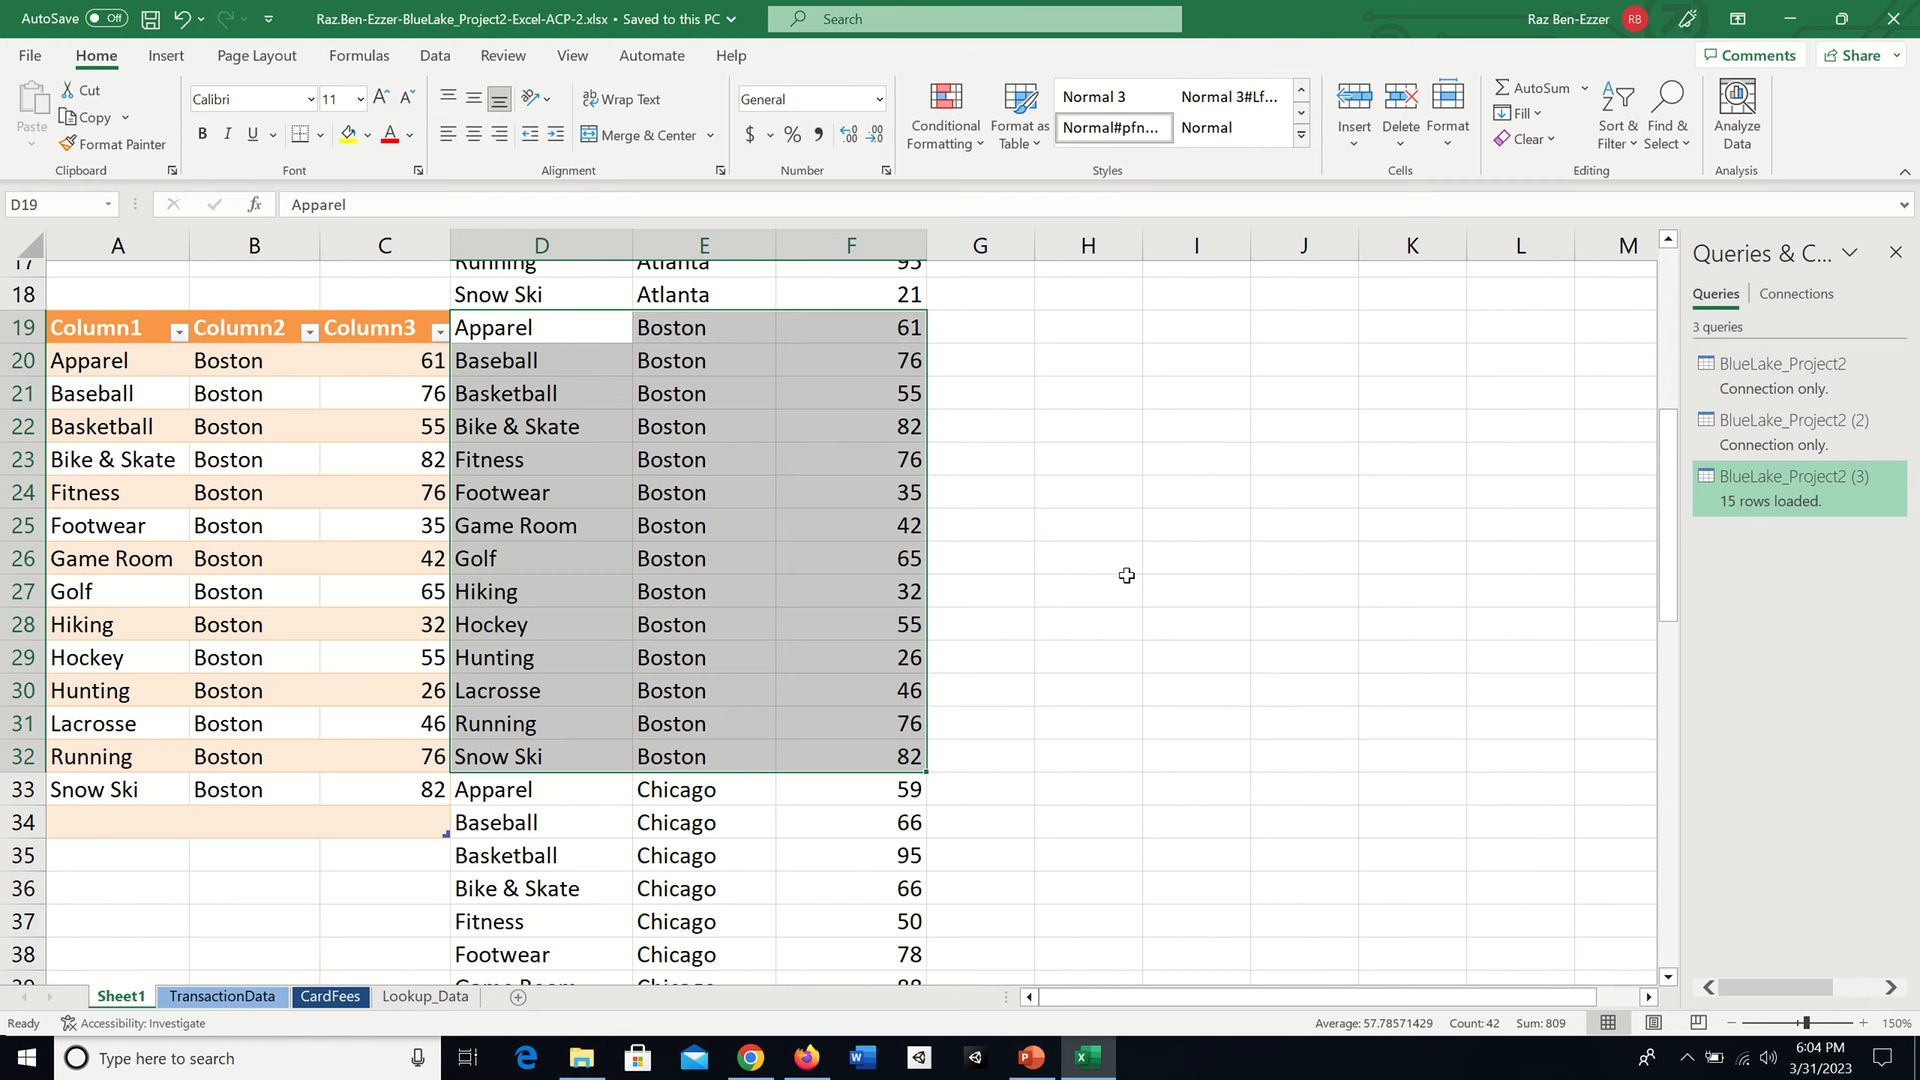 AutoSave Off Raz.Ben-Ezzer-BlueLake_Project2-Excel-ACP-2.xlsx • Saved to this PC Search Raz Ben-Ezzer RB
File Home Insert Page Layout Formulas Data Review View Automate Help Comments Share
Paste Cut Copy Format Painter Clipboard
Calibri 11 B I U A A A Font
Wrap Text Merge & Center Alignment
General $ % Number
Conditional Formatting Format as Table Normal 3 Normal 3#Lf... Normal#pfn... Normal Styles
Insert Delete Format Cells
AutoSum Fill Clear Sort & Filter Find & Select Editing
Analyze Data Analysis
D19 fx Apparel
A B C D E F G H I J K L M
17 Running Atlanta 95
18 Snow Ski Atlanta 21
19 Column1 Column2 Column3 Apparel Boston 61
20 Apparel Boston 61 Baseball Boston 76
21 Baseball Boston 76 Basketball Boston 55
22 Basketball Boston 55 Bike & Skate Boston 82
23 Bike & Skate Boston 82 Fitness Boston 76
24 Fitness Boston 76 Footwear Boston 35
25 Footwear Boston 35 Game Room Boston 42
26 Game Room Boston 42 Golf Boston 65
27 Golf Boston 65 Hiking Boston 32
28 Hiking Boston 32 Hockey Boston 55
29 Hockey Boston 55 Hunting Boston 26
30 Hunting Boston 26 Lacrosse Boston 46
31 Lacrosse Boston 46 Running Boston 76
32 Running Boston 76 Snow Ski Boston 82
33 Snow Ski Boston 82 Apparel Chicago 59
34 Baseball Chicago 66
35 Basketball Chicago 95
36 Bike & Skate Chicago 66
37 Fitness Chicago 50
38 Footwear Chicago 78
Queries & C...
Queries Connections
3 queries
BlueLake_Project2
Connection only.
BlueLake_Project2 (2)
Connection only.
BlueLake_Project2 (3)
15 rows loaded.
Sheet1 TransactionData CardFees Lookup_Data
Ready Accessibility: Investigate Average: 57.78571429 Count: 42 Sum: 809 150%
Type here to search 6:04 PM
3/31/2023